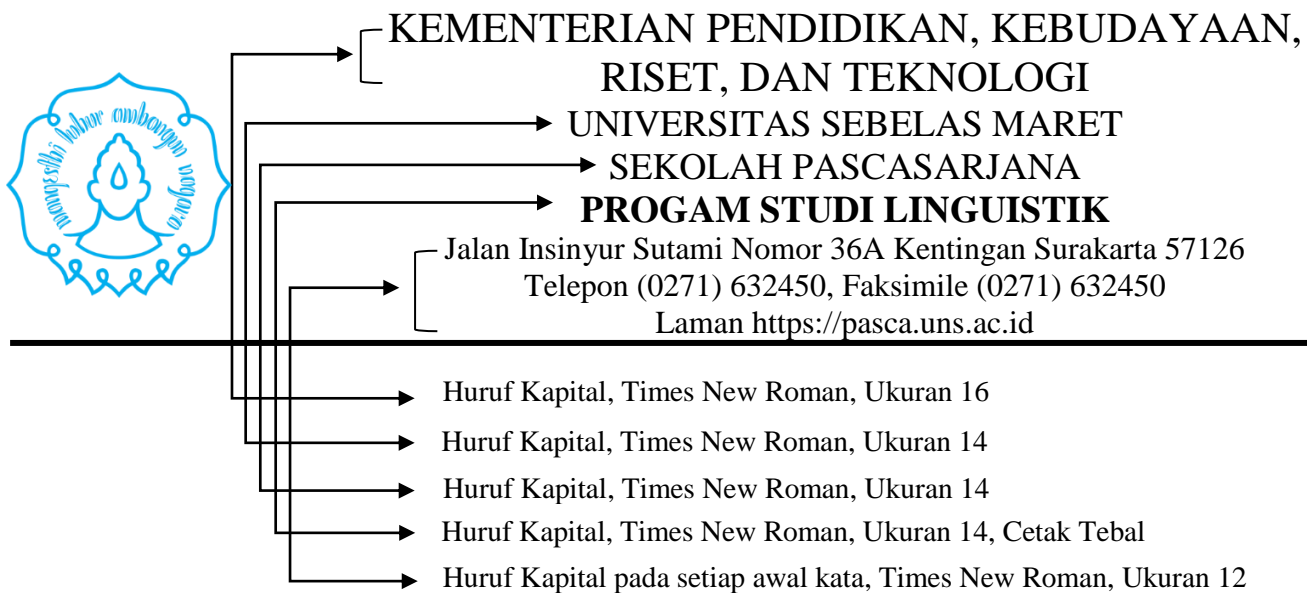 KEMENTERIAN PENDIDIKAN, KEBUDAYAAN,
RISET, DAN TEKNOLOGI
UNIVERSITAS SEBELAS MARET
SEKOLAH PASCASARJANA
PROGAM STUDI LINGUISTIK
Jalan Insinyur Sutami Nomor 36A Kentingan Surakarta 57126
Telepon (0271) 632450, Faksimile (0271) 632450
Laman https://pasca.uns.ac.id
Huruf Kapital, Times New Roman, Ukuran 16
Huruf Kapital, Times New Roman, Ukuran 14
Huruf Kapital, Times New Roman, Ukuran 14
Huruf Kapital, Times New Roman, Ukuran 14, Cetak Tebal
Huruf Kapital pada setiap awal kata, Times New Roman, Ukuran 12